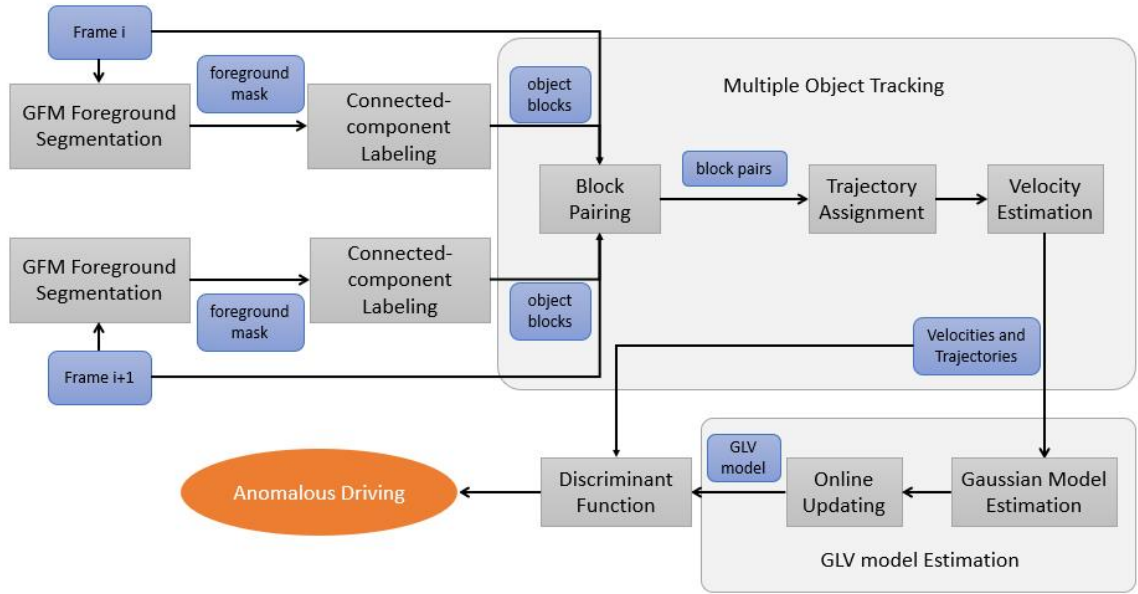 Frame i
foreground
mask
GFM Foreground
Segmentation
Connected-
component
Labeling
object
blocks
Multiple Object Tracking
Block
Pairing
block pairs
Trajectory
Assignment
Velocity
Estimation
GFM Foreground
Segmentation
foreground
mask
Connected-
component
Labeling
object
blocks
Frame i+1
Velocities and
Trajectories
Anomalous Driving
Discriminant
Function
GLV
model
Online
Updating
Gaussian Model
Estimation
GLV model Estimation